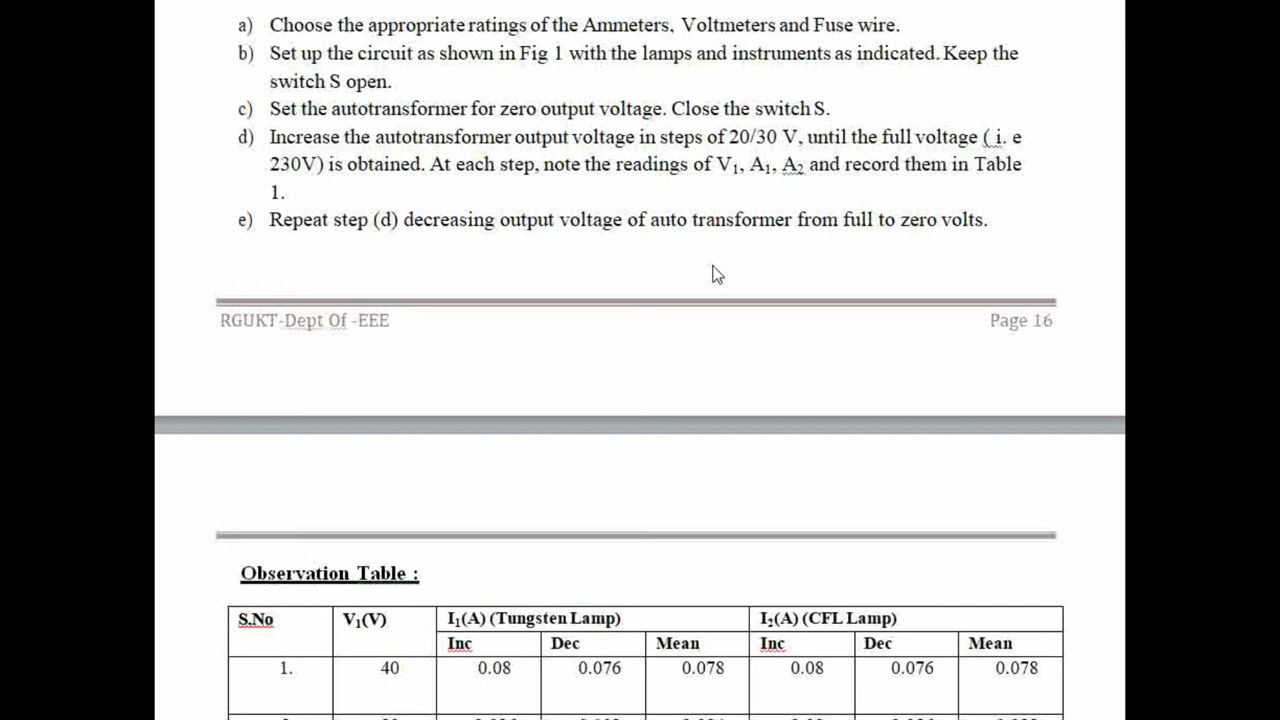 a) Choose the appropriate ratings of the Ammeters, Voltmeters and Fuse wire.
b) Set up the circuit as shown in Fig 1 with the lamps and instruments as indicated. Keep the
switch S open.
c) Set the autotransformer for zero output voltage. Close the switch S.
d) Increase the autotransformer output voltage in steps of 20/30 V, until the full voltage ( i. e
230V) is obtained. At each step, note the readings of V₁, A₁, A₂ and record them in Table
1.
e) Repeat step (d) decreasing output voltage of auto transformer from full to zero volts.
RGUKT-Dept Of -EEE Page 16
Observation Table :
S.No V₁(V) I₁(A) (Tungsten Lamp) I₂(A) (CFL Lamp)
Inc Dec Mean Inc Dec Mean
1. 40 0.08 0.076 0.078 0.08 0.076 0.078